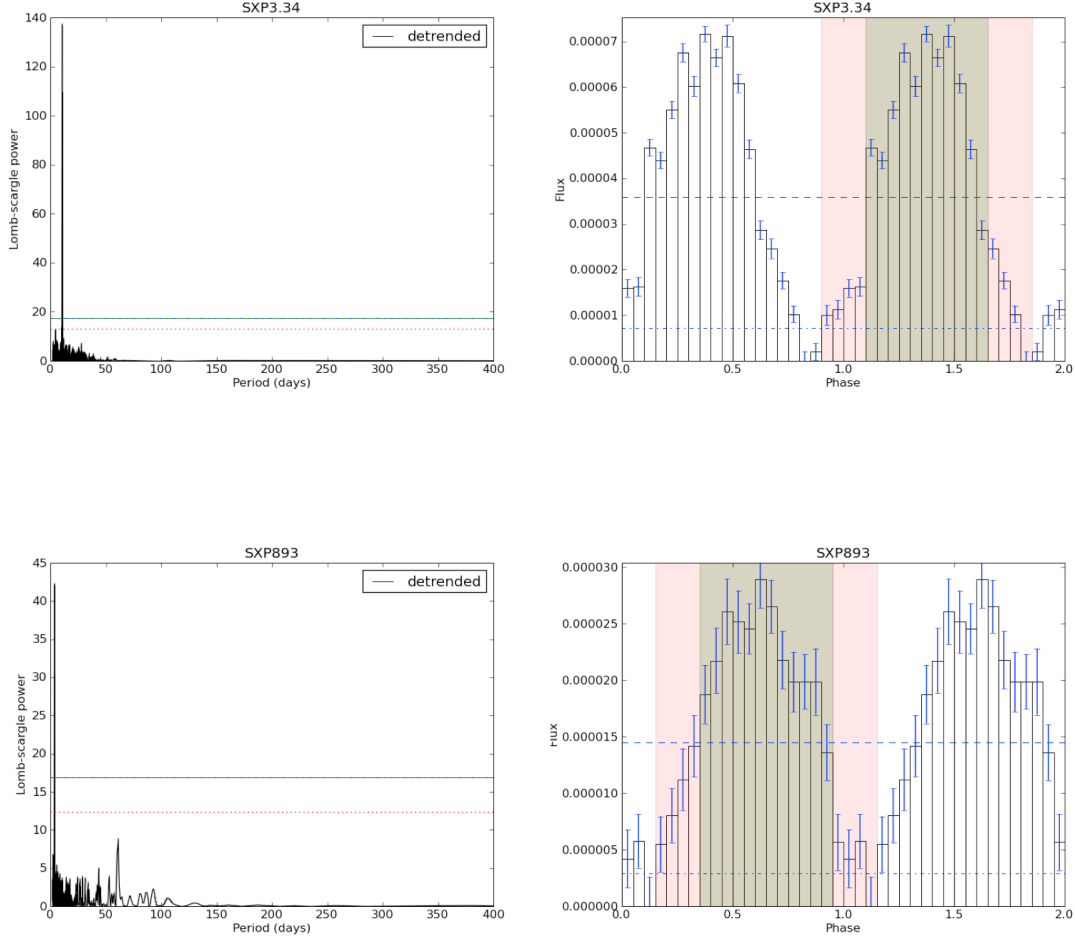 SXP3.34
140
120
100
80
60
40
20
0
Lomb-scargle power
detrended
0 50 100 150 200 250 300 350 400
Period (days)
SXP3.34
0.00007
0.00006
0.00005
0.00004
0.00003
0.00002
0.00001
0.00000
Flux
0.0 0.5 1.0 1.5 2.0
Phase
SXP893
45
40
35
30
25
20
15
10
5
0
Lomb-scargle power
detrended
0 50 100 150 200 250 300 350 400
Period (days)
SXP893
0.000030
0.000025
0.000020
0.000015
0.000010
0.000005
0.000000
Flux
0.0 0.5 1.0 1.5 2.0
Phase